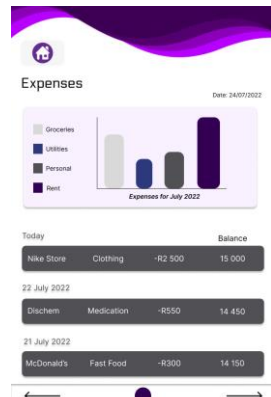 Expenses
Date: 24/07/2022
Groceries
Utilities
Personal
Rent
Expenses for July 2022
Today Balance
Nike Store Clothing -R2 500 15 000
22 July 2022
Dischem Medication -R550 14 450
21 July 2022
McDonald's Fast Food -R300 14 150